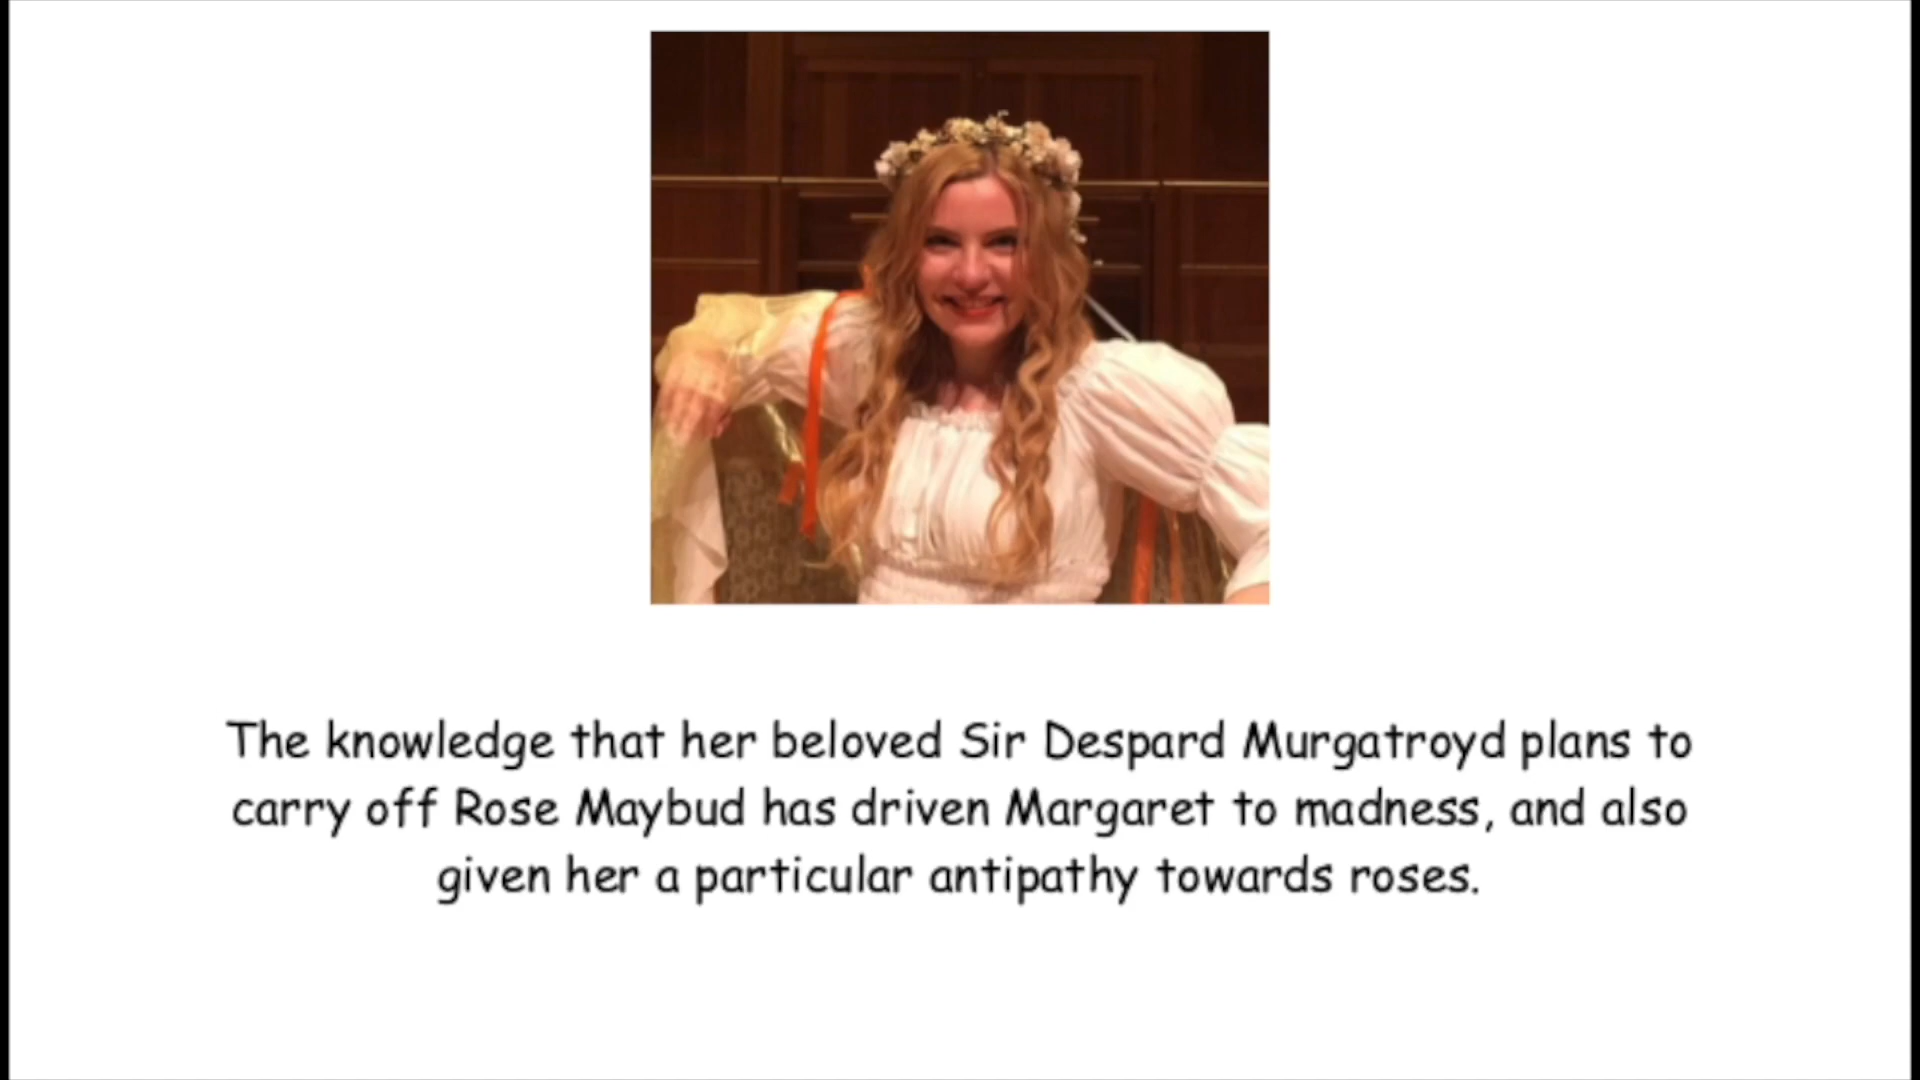 The knowledge that her beloved Sir Despard Murgatroyd plans to
carry off Rose Maybud has driven Margaret to madness, and also
given her a particular antipathy towards roses.